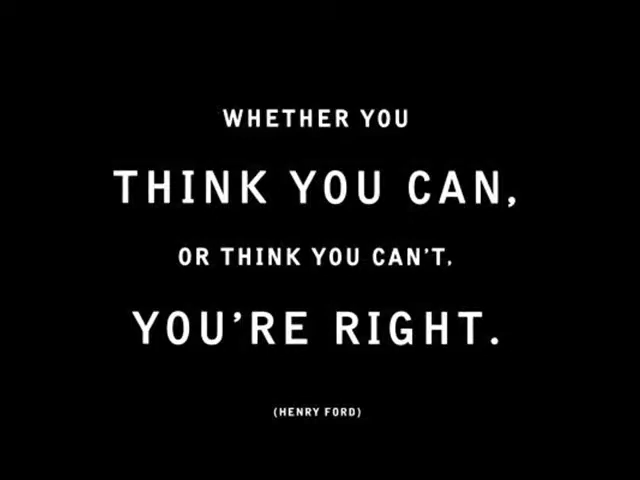 WHETHER YOU
THINK YOU CAN,
OR THINK YOU CAN'T,
YOU'RE RIGHT.
(HENRY FORD)